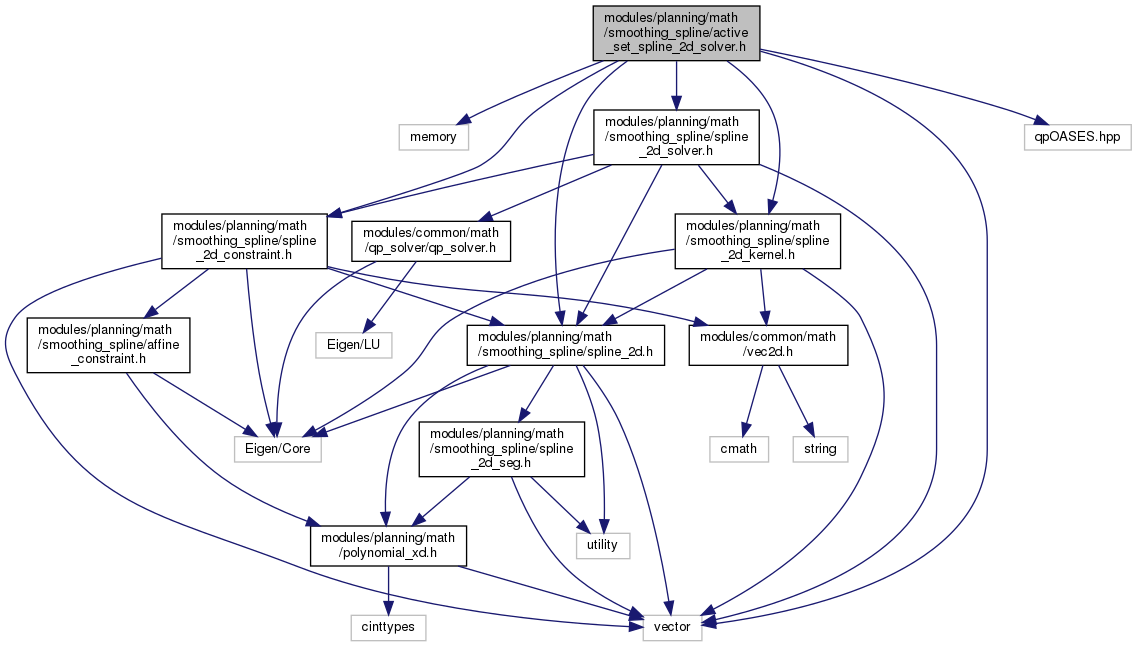 modules/planning/math
/smoothing_spline/active
_set_spline_2d_solver.h
memory
modules/planning/math
/smoothing_spline/spline
_2d_solver.h
qpOASES.hpp
modules/planning/math
/smoothing_spline/spline
_2d_constraint.h
modules/common/math
/qp_solver/qp_solver.h
modules/planning/math
/smoothing_spline/spline
_2d_kernel.h
modules/planning/math
/smoothing_spline/affine
_constraint.h
Eigen/LU
modules/planning/math
/smoothing_spline/spline_2d.h
modules/common/math
/vec2d.h
Eigen/Core
modules/planning/math
/smoothing_spline/spline
_2d_seg.h
cmath
string
modules/planning/math
/polynomial_xd.h
utility
cinttypes
vector